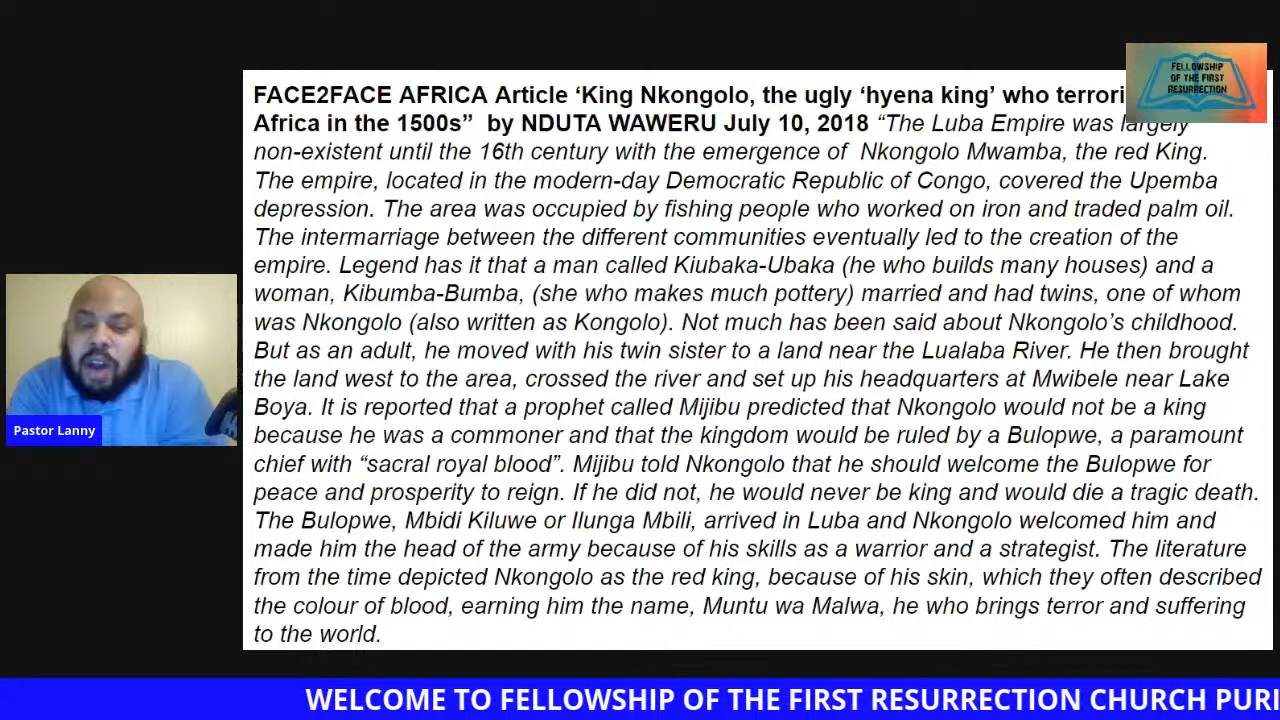 FELLOWSHIP
OF THE FIRST
RESURRECTION
FACE2FACE AFRICA Article ‘King Nkongolo, the ugly ‘hyena king’ who terrori
Africa in the 1500s” by NDUTA WAWERU July 10, 2018 “The Luba Empire was largely
non-existent until the 16th century with the emergence of Nkongolo Mwamba, the red King.
The empire, located in the modern-day Democratic Republic of Congo, covered the Upemba
depression. The area was occupied by fishing people who worked on iron and traded palm oil.
The intermarriage between the different communities eventually led to the creation of the
empire. Legend has it that a man called Kiubaka-Ubaka (he who builds many houses) and a
woman, Kibumba-Bumba, (she who makes much pottery) married and had twins, one of whom
was Nkongolo (also written as Kongolo). Not much has been said about Nkongolo’s childhood.
But as an adult, he moved with his twin sister to a lad near the Lualaba River. He then brought
the land west to the area, crossed the river and set up his headquarters at Mwibele near Lake
Boya. It is reported that a prophet called Mijibu predicted that Nkongolo would not be a king
because he was a commoner and that the kingdom would be ruled by a Bulopwe, a paramount
chief with “sacral royal blood”. Mijibu told Nkongolo that he should welcome the Bulopwe for
peace and prosperity to reign. If he did not, he would never be king and would die a tragic death.
The Bulopwe, Mbidi Kiluwe or Ilunga Mbili, arrived in Luba and Nkongolo welcomed him and
made him the head of the army because of his skills as a warrior and a strategist. The literature
from the time depicted Nkongolo as the red king, because of his skin, which they often described
the colour of blood, earning him the name, Muntu wa Malwa, he who brings terror and suffering
to the world.
Pastor Lanny
WELCOME TO FELLOWSHIP OF THE FIRST RESURRECTION CHURCH PURI